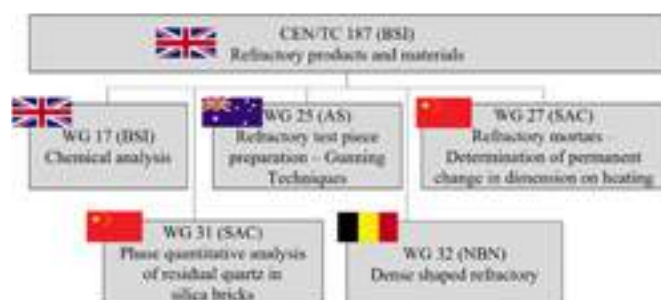 CEN/TC 187 (BSI)
Refractory products and materials
WG 17 (BSI)
Chemical analysis
WG 25 (AS)
Refractory test piece
preparation – Gunning
Techniques
WG 27 (SAC)
Refractory mortars –
Determination of permanent
change in dimension on heating
WG 31 (SAC)
Phase quantitative analysis
of residual quartz in
silica bricks
WG 32 (NBN)
Dense shaped refractory